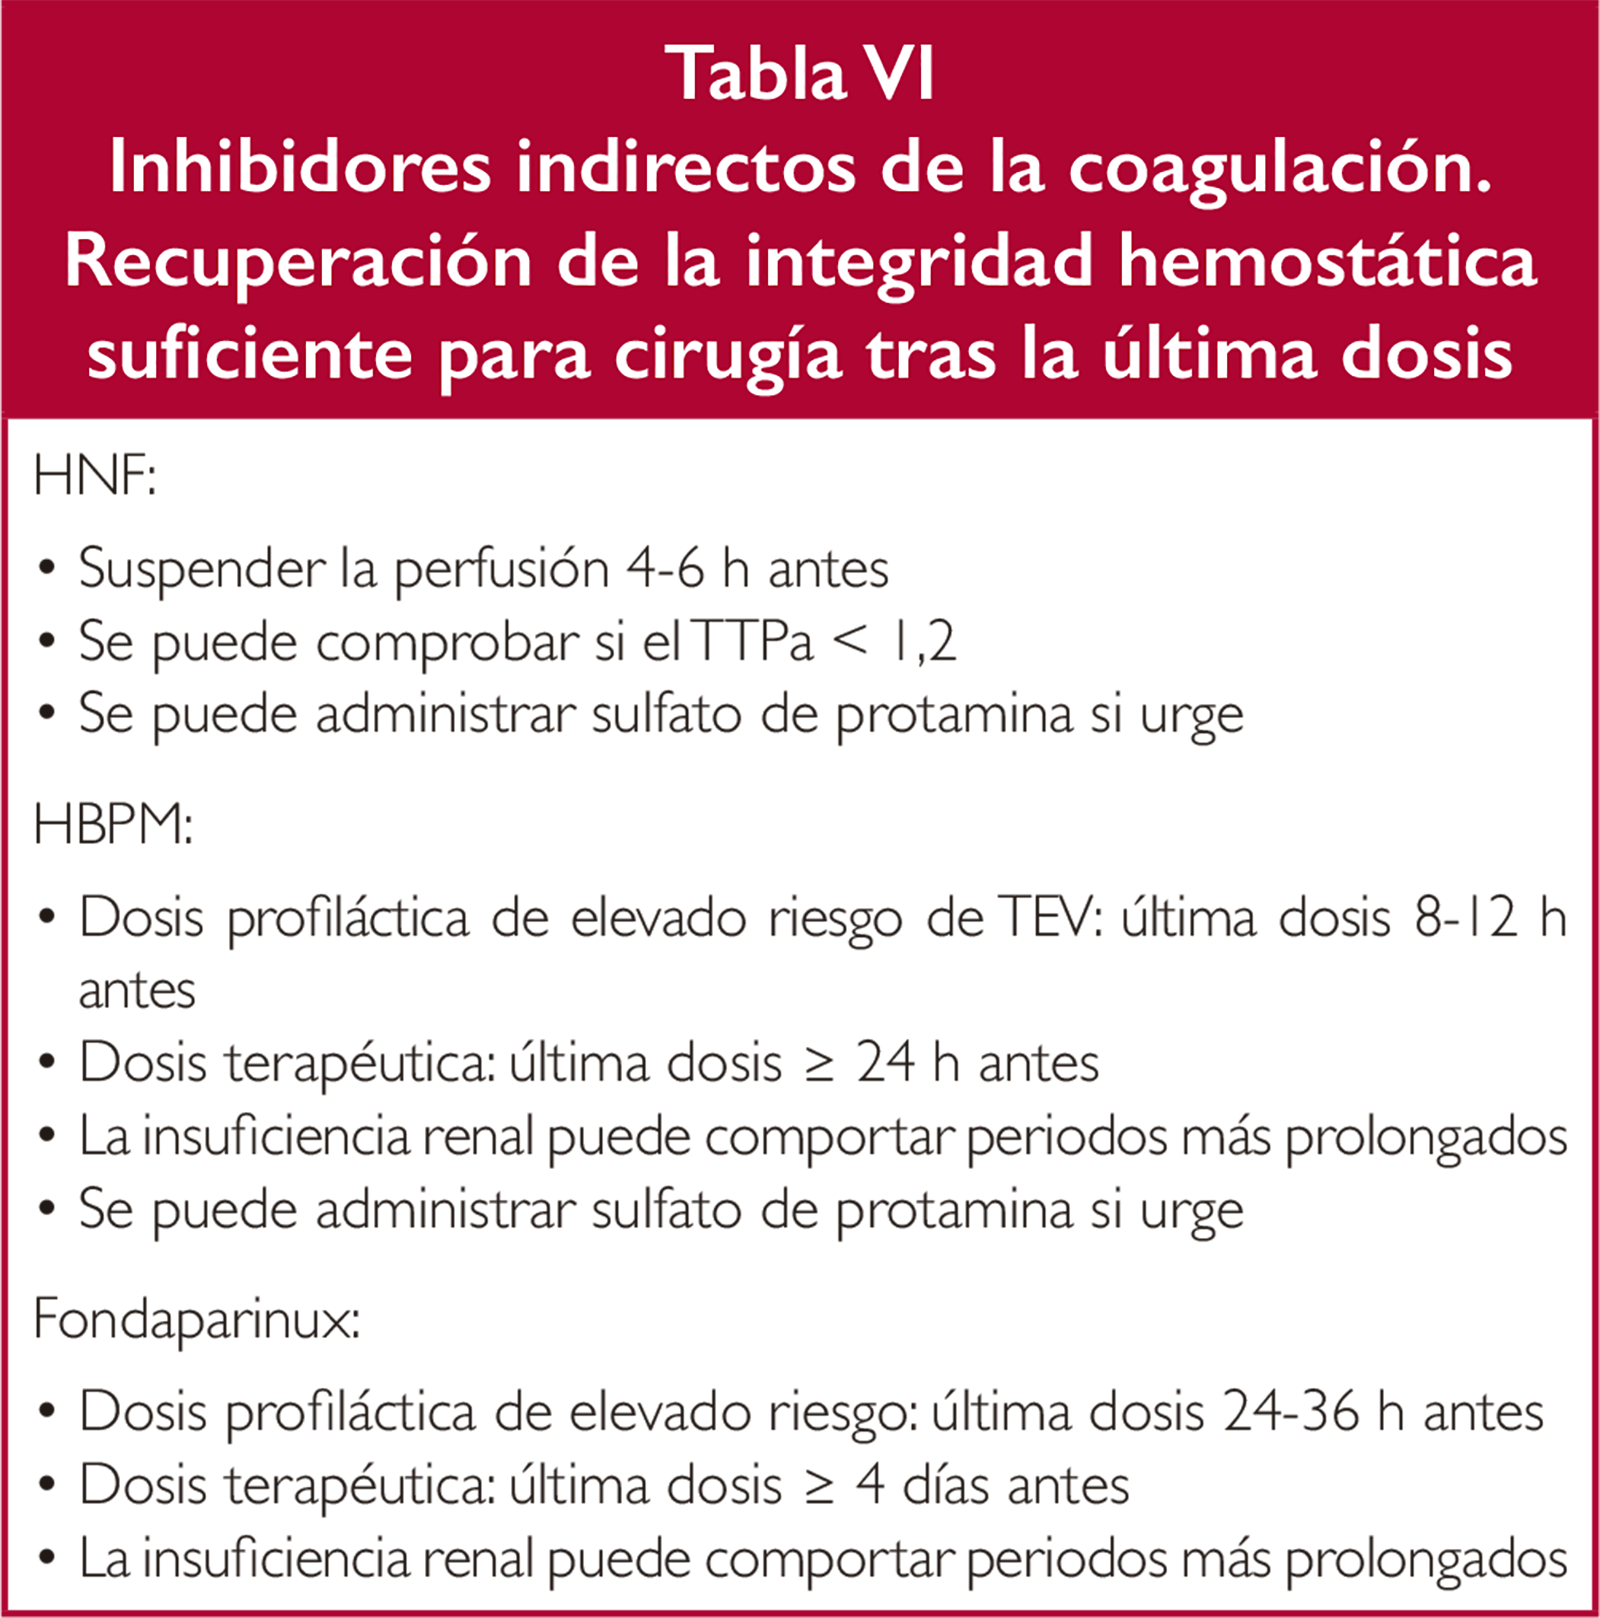 Tabla VI
Inhibidores indirectos de la coagulación.
Recuperación de la integridad hemostática
suficiente para cirugía tras la última dosis
HNF:
• Suspender la perfusión 4-6 h antes
• Se puede comprobar si el TTPa < 1,2
• Se puede administrar sulfato de protamina si urge
HBPM:
• Dosis profiláctica de elevado riesgo de TEV: última dosis 8-12 h
antes
• Dosis terapéutica: última dosis ≥ 24 h antes
• La insuficiencia renal puede comportar periodos más prolongados
• Se puede administrar sulfato de protamina si urge
Fondaparinux:
• Dosis profiláctica de elevado riesgo: última dosis 24-36 h antes
• Dosis terapéutica: última dosis ≥ 4 días antes
• La insuficiencia renal puede comportar periodos más prolongados